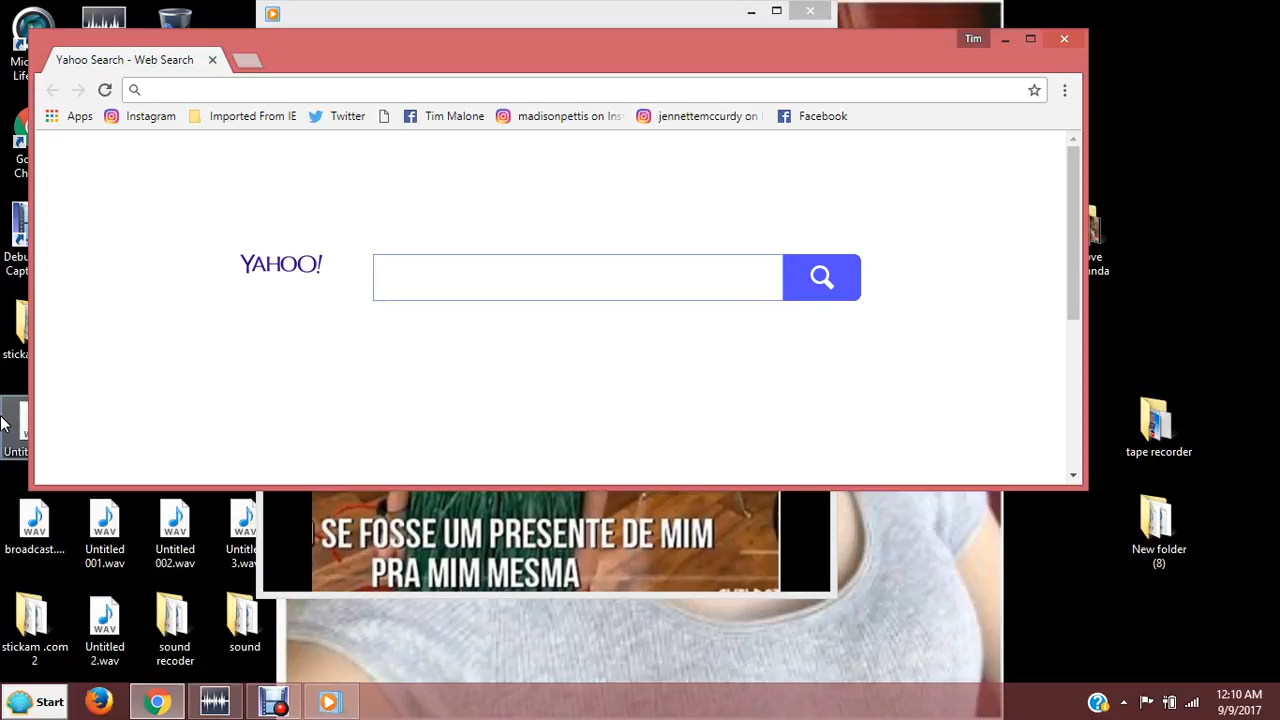 Tim
Yahoo Search - Web Search
Apps
Instagram
Imported From IE
Twitter
Tim Malone
madisonpettis on Ins
jennettemccurdy on
Facebook
YAHOO!
SE FOSSE UM PRESENTE DE MIM
PRA MIM MESMA
tape recorder
New folder
(8)
broadcast....
Untitled
001.wav
Untitled
002.wav
stickam .com
2
Untitled
2.wav
sound
recoder
sound
Start
12:10 AM
9/9/2017